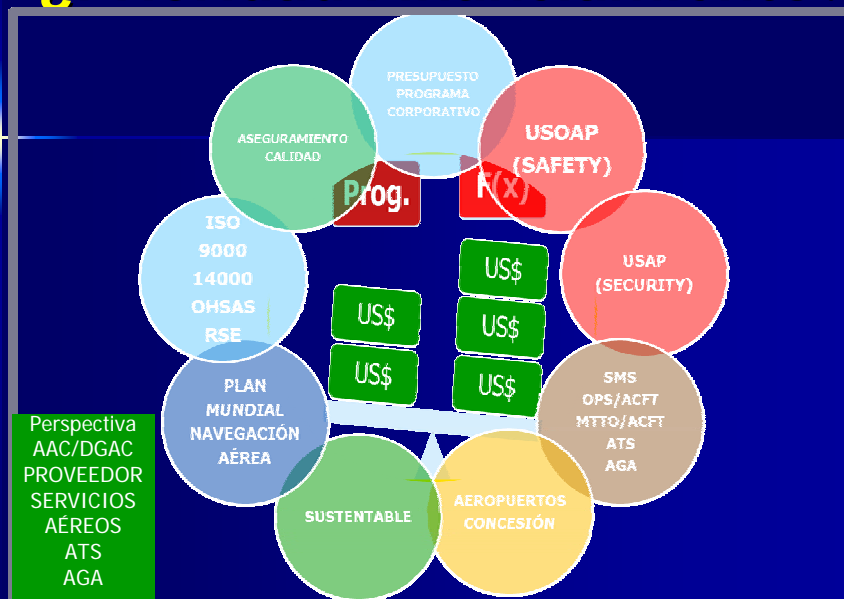 PRESUPUESTO
PROGRAMA
CORPORATIVO
USOAP
(SAFETY)
USAP
(SECURITY)
SMS
OPS/ACFT
MTTO/ACFT
ATS
AGA
AEROPUERTOS
CONCESIÓN
SUSTENTABLE
PLAN
MUNDIAL
NAVEGACIÓN
AÉREA
ISO
9000
14000
OHSAS
RSE
ASEGURAMIENTO
CALIDAD
Prog.
F(x)
US$
US$
US$
US$
US$
Perspectiva
AAC/DGAC
PROVEEDOR
SERVICIOS
AÉREOS
ATS
AGA